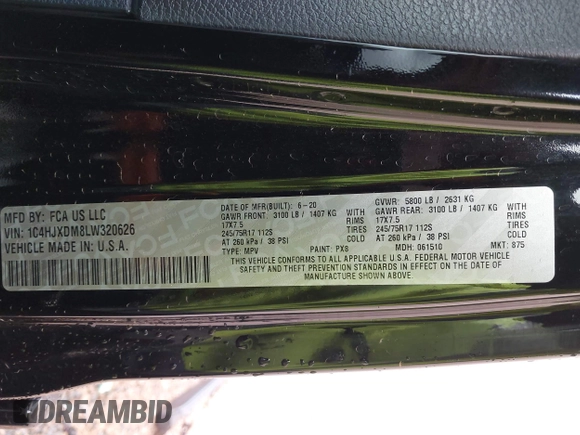 MFD BY: FCA US LLC
VIN: 1C4HJXDM8LW320626
VEHICLE MADE IN: U.S.A.
DATE OF MFR(BUILT): 6-20
GAWR FRONT: 3100 LB / 1407 KG WITH
17X7.5 RIMS
245/75R17 112S TIRES
AT 260 kPa / 38 PSI COLD
TYPE: MPV PAINT: PX8
GVWR: 5800 LB / 2631 KG
GAWR REAR: 3100 LB / 1407 KG WITH
17X7.5 RIMS
245/75R17 112S TIRES
AT 260 kPa / 38 PSI COLD
MDH: 061510 MKT: 875
THIS VEHICLE CONFORMS TO ALL APPLICABLE U.S.A. FEDERAL MOTOR VEHICLE
SAFETY AND THEFT PREVENTION STANDARDS IN EFFECT ON THE DATE OF
MANUFACTURE SHOWN ABOVE.
DREAMBID